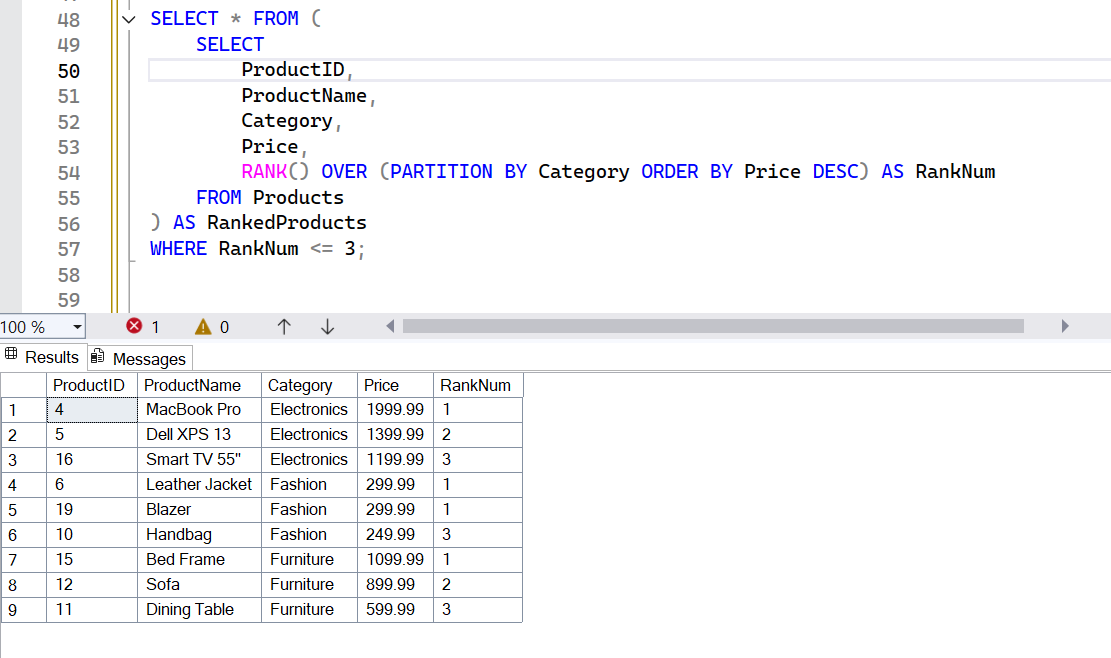 48 SELECT * FROM (
49 SELECT
50 ProductID,
51 ProductName,
52 Category,
53 Price,
54 RANK() OVER (PARTITION BY Category ORDER BY Price DESC) AS RankNum
55 FROM Products
56 ) AS RankedProducts
57 WHERE RankNum <= 3;
58
59
100 % 1 0
Results Messages
ProductID ProductName Category Price RankNum
1 4 MacBook Pro Electronics 1999.99 1
2 5 Dell XPS 13 Electronics 1399.99 2
3 16 Smart TV 55" Electronics 1199.99 3
4 6 Leather Jacket Fashion 299.99 1
5 19 Blazer Fashion 299.99 1
6 10 Handbag Fashion 249.99 3
7 15 Bed Frame Furniture 1099.99 1
8 12 Sofa Furniture 899.99 2
9 11 Dining Table Furniture 599.99 3